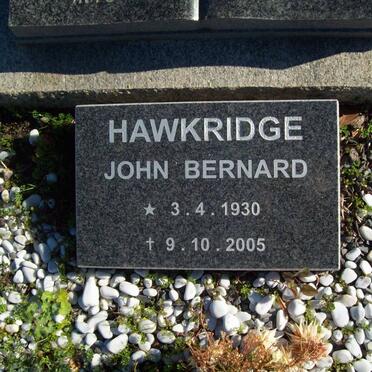 HAWKRIDGE
JOHN BERNARD
★ 3.4.1930
† 9.10.2005